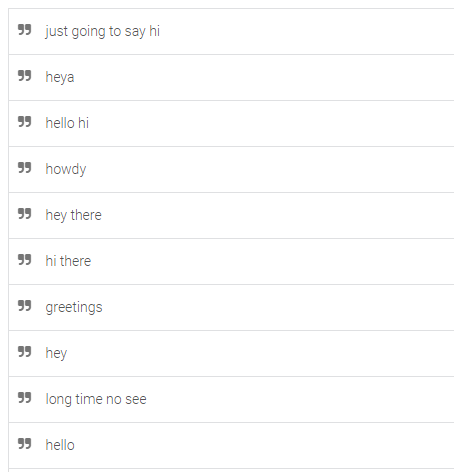 just going to say hi
heya
hello hi
howdy
hey there
hi there
greetings
hey
long time no see
hello